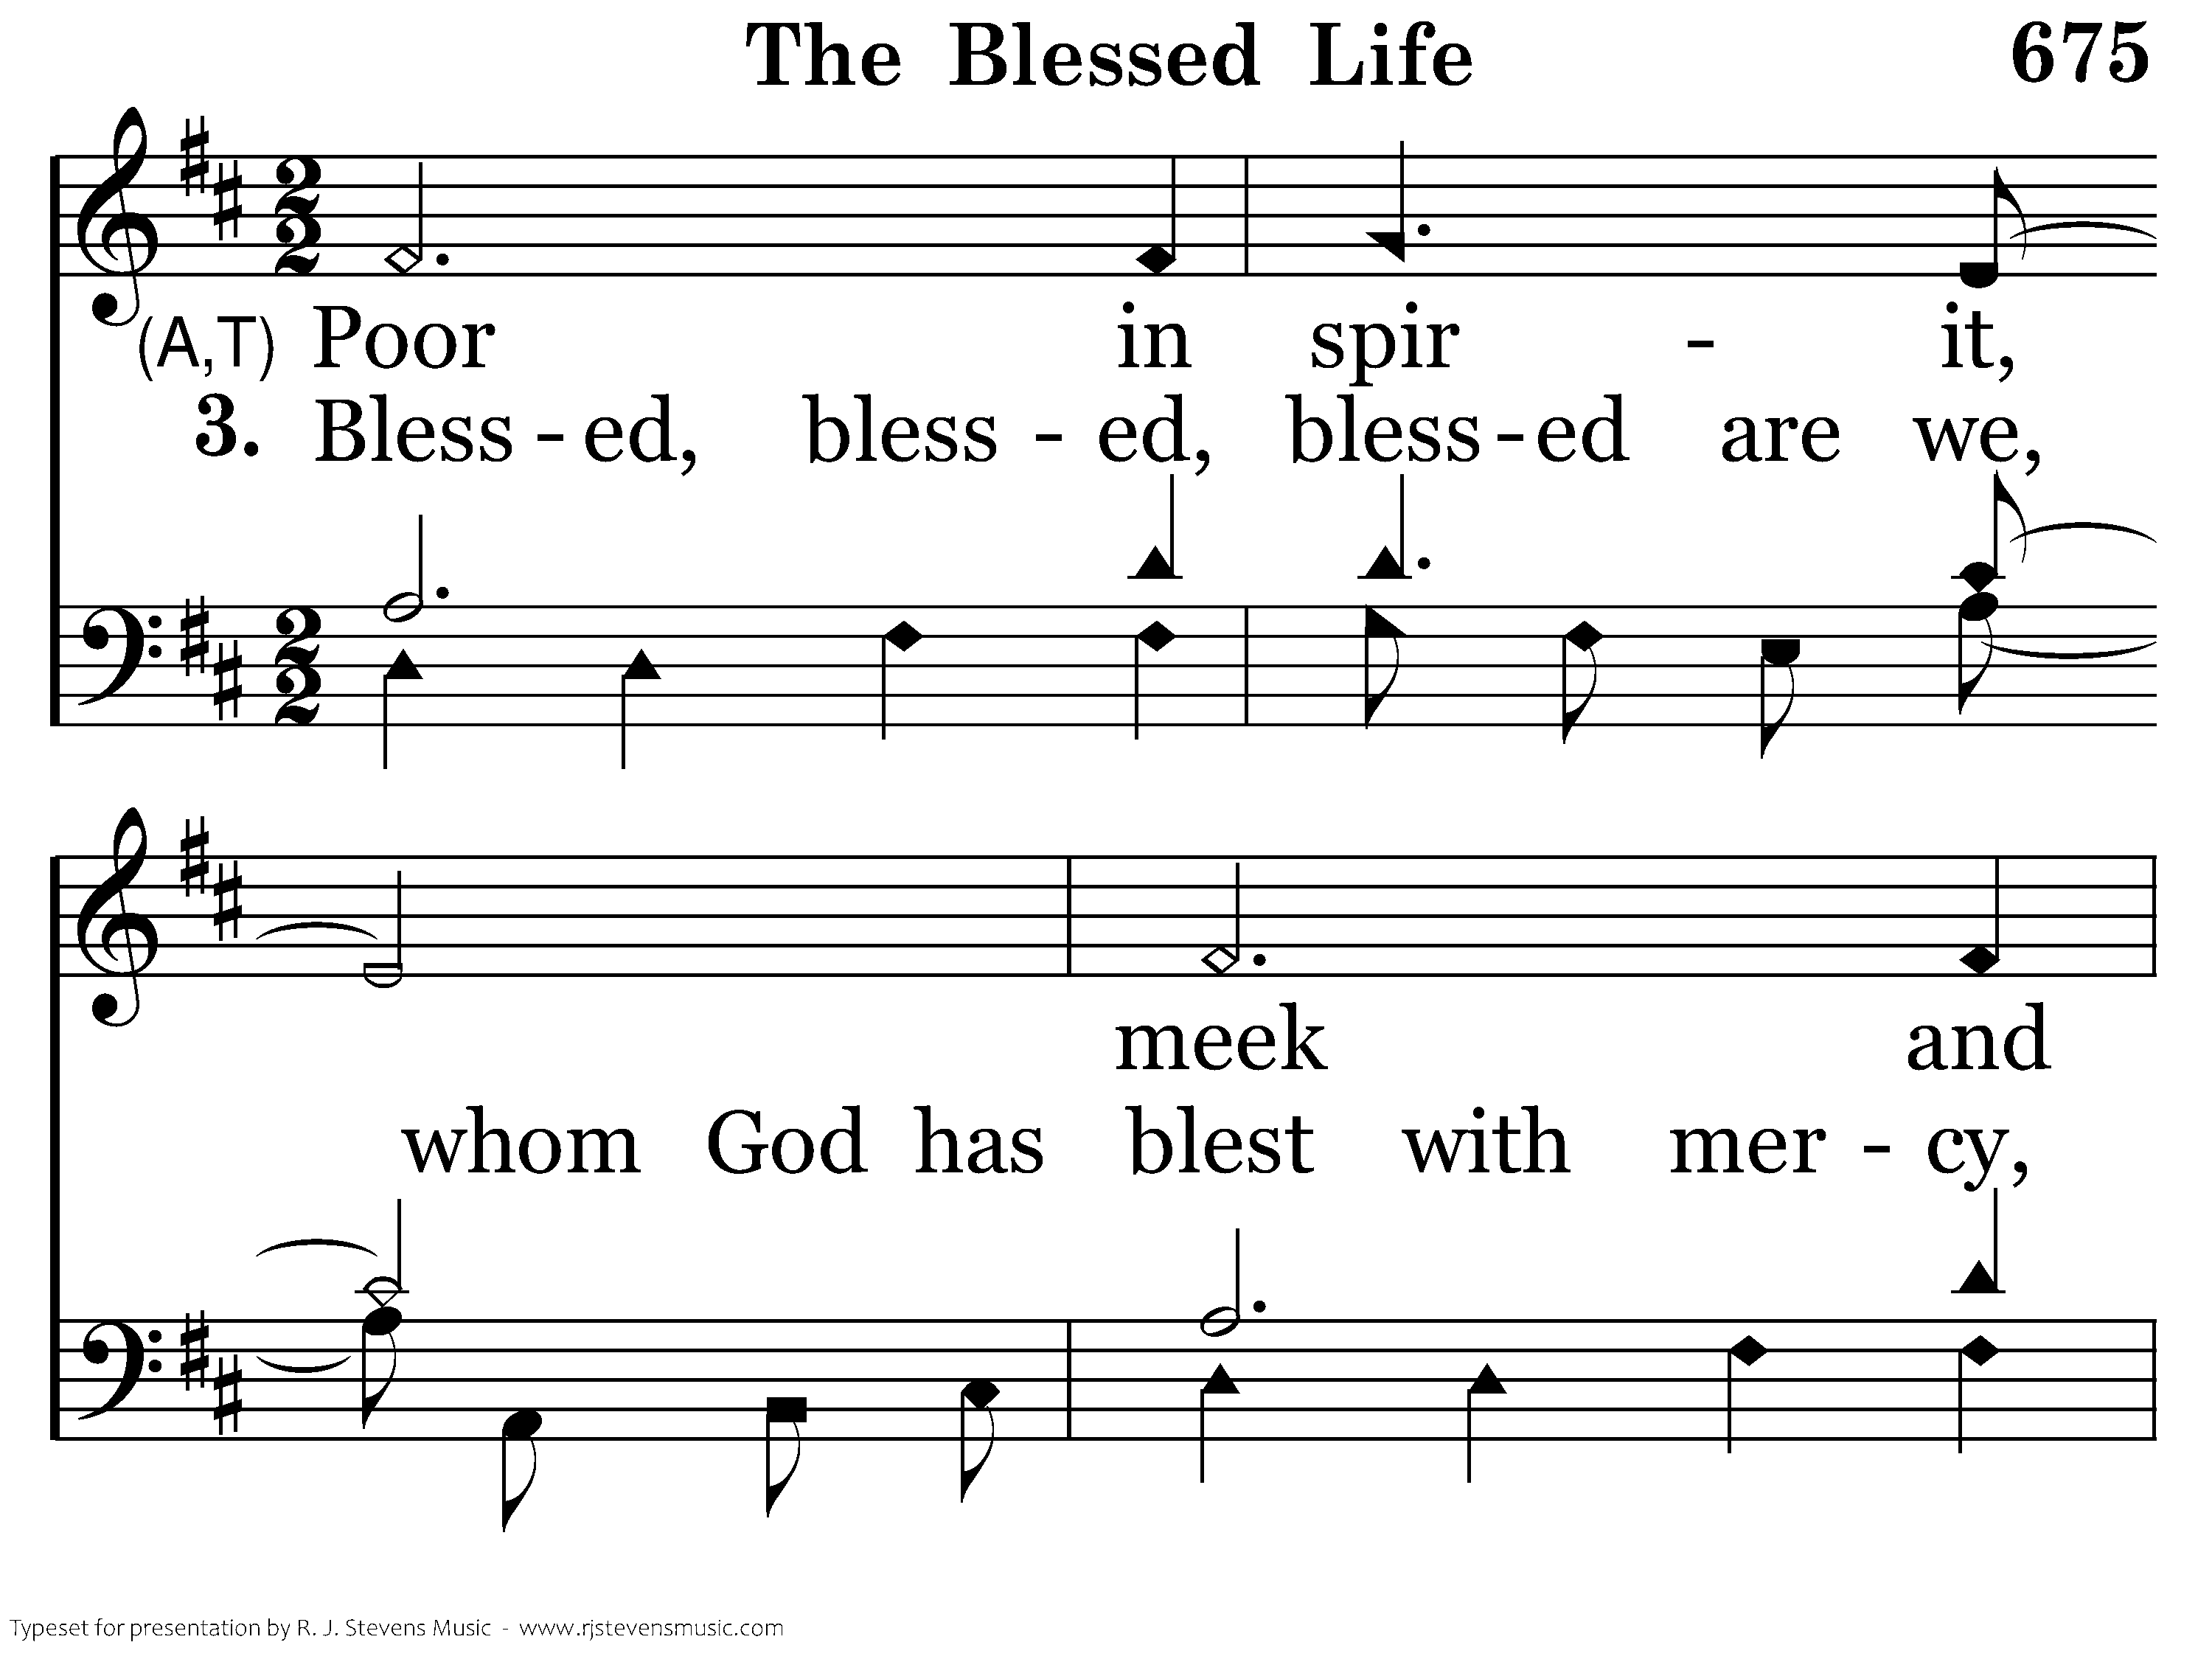 The Blessed Life 675
(A,T) Poor in spir - it,
3. Bless - ed, bless - ed, bless - ed are we,
meek and
whom God has blest with mer - cy,
Typeset for presentation by R. J. Stevens Music - www.rjstevensmusic.com